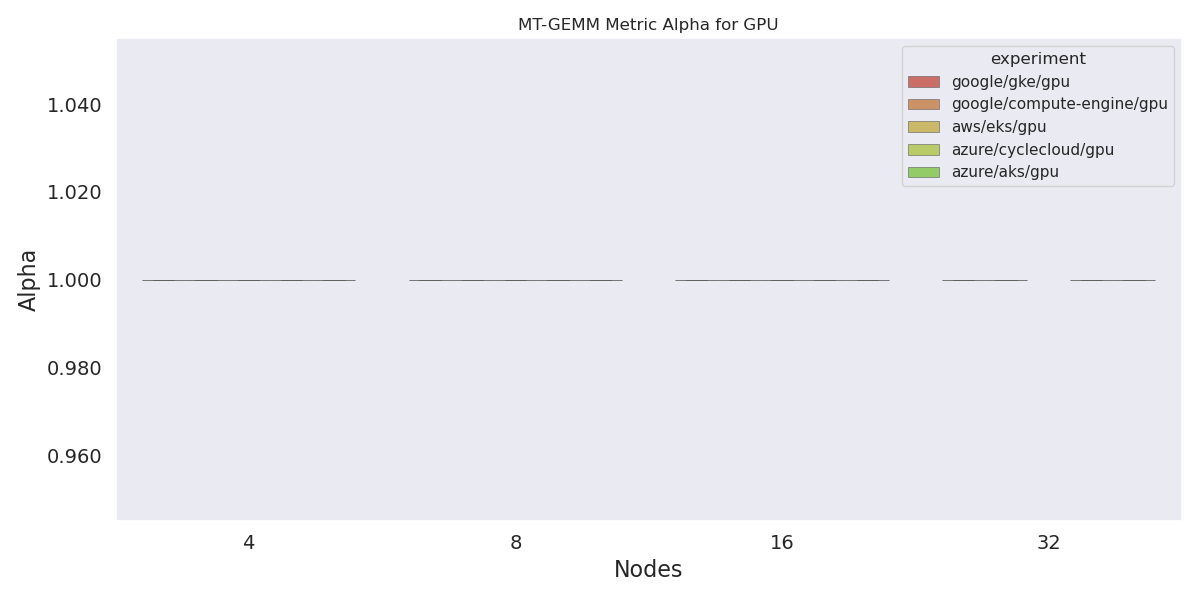 MT-GEMM Metric Alpha for GPU
experiment
google/gke/gpu
google/compute-engine/gpu
aws/eks/gpu
azure/cyclecloud/gpu
azure/aks/gpu
Alpha
1.040
1.020
1.000
0.980
0.960
4
8
16
32
Nodes